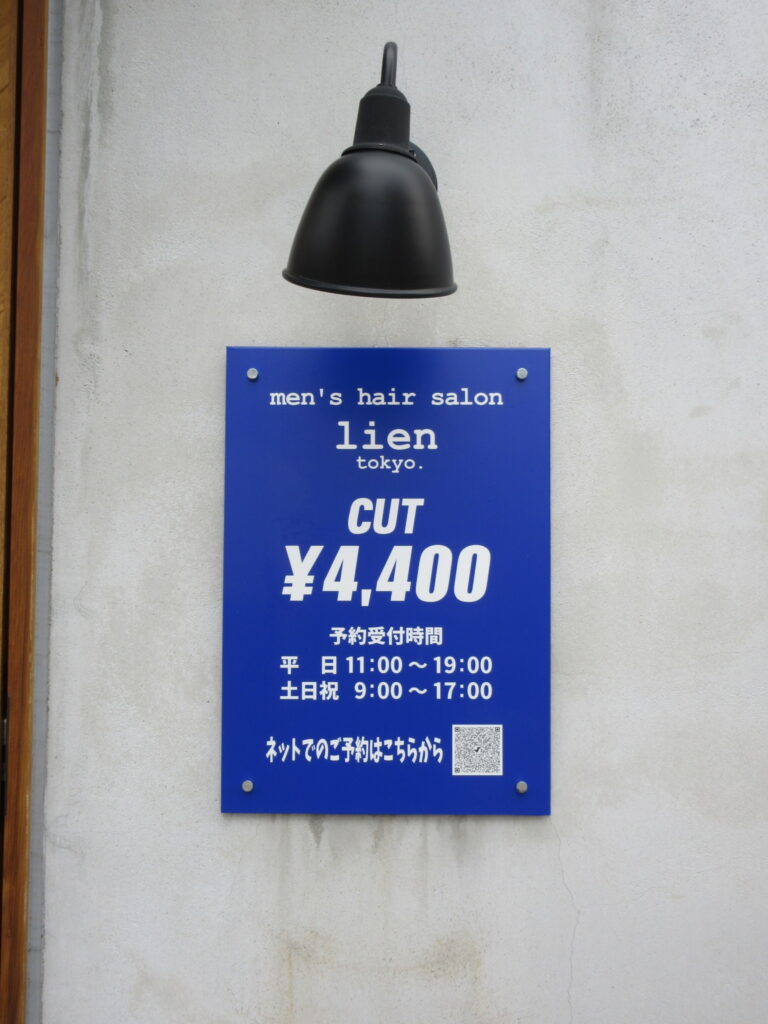 men's hair salon
lien
tokyo.
CUT
¥4,400
予約受付時間
平　日 11:00 〜 19:00
土日祝 9:00 〜 17:00
ネットでのご予約はこちらから